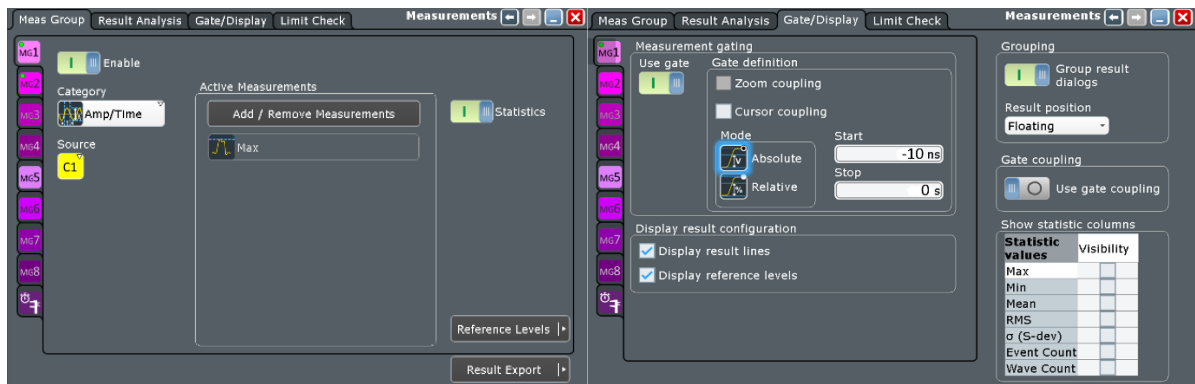 Meas Group Result Analysis Gate/Display Limit Check Measurements
MG1
MG2
MG3
MG4
MG5
MG6
MG7
MG8
Enable
Category
Amp/Time
Source
C1
Active Measurements
Add / Remove Measurements
Max
Statistics
Reference Levels
Result Export
Meas Group Result Analysis Gate/Display Limit Check Measurements
MG1
MG2
MG3
MG4
MG5
MG6
MG7
MG8
Measurement gating
Use gate
Gate definition
Zoom coupling
Cursor coupling
Mode
Absolute
Relative
Start
-10 ns
Stop
0 s
Display result configuration
Display result lines
Display reference levels
Grouping
Group result
dialogs
Result position
Floating
Gate coupling
Use gate coupling
Show statistic columns
Statistic
values
Visibility
Max
Min
Mean
RMS
σ (S-dev)
Event Count
Wave Count